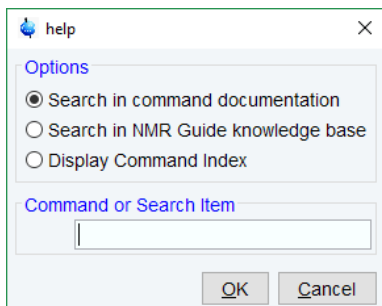 help
Options
Search in command documentation
Search in NMR Guide knowledge base
Display Command Index
Command or Search Item
OK Cancel